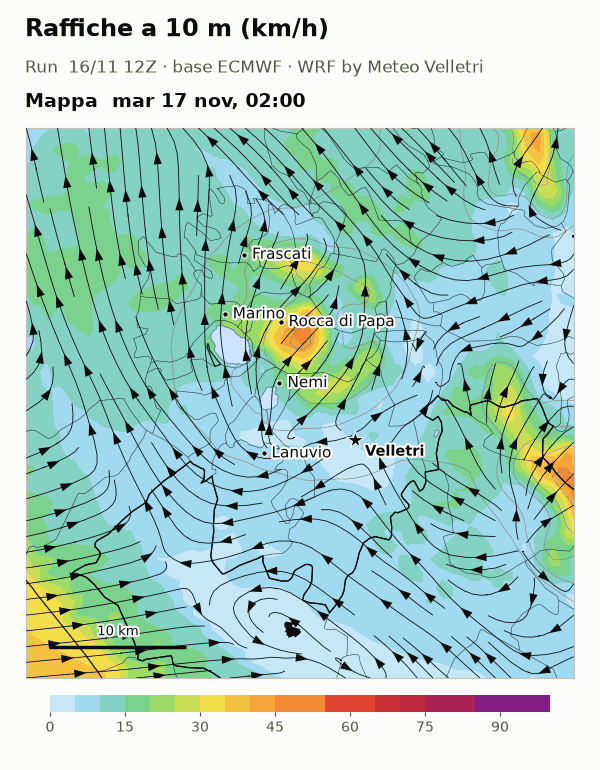 Raffiche a 10 m (km/h)
Run  16/11 12Z · base ECMWF · WRF by Meteo Velletri
Mappa  mar 17 nov, 02:00
Frascati
Marino
Rocca di Papa
Nemi
Velletri
Lanuvio
10 km
0 15 30 45 60 75 90